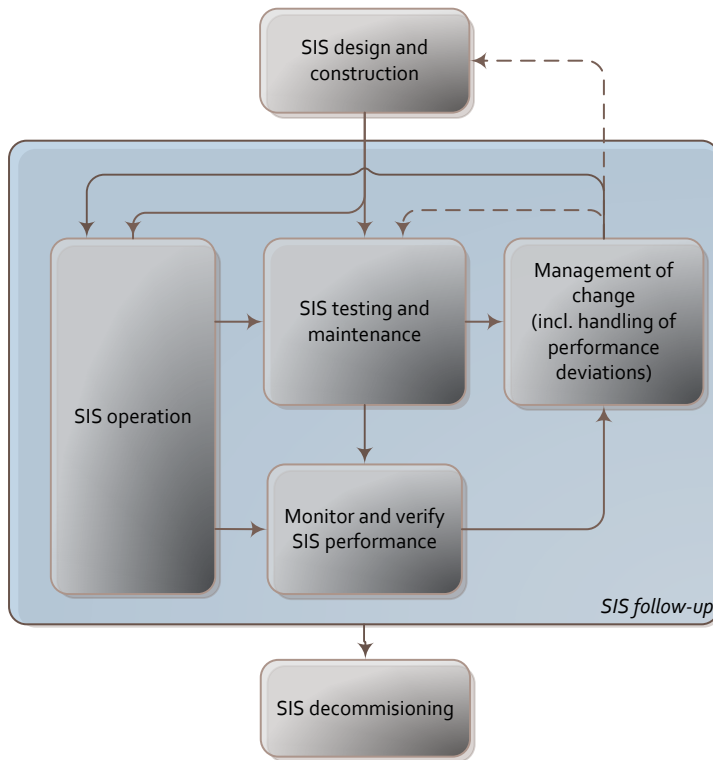 SIS design and
construction
SIS operation
SIS testing and
maintenance
Management of
change
(incl. handling of
performance
deviations)
Monitor and verify
SIS performance
SIS follow-up
SIS decommisioning